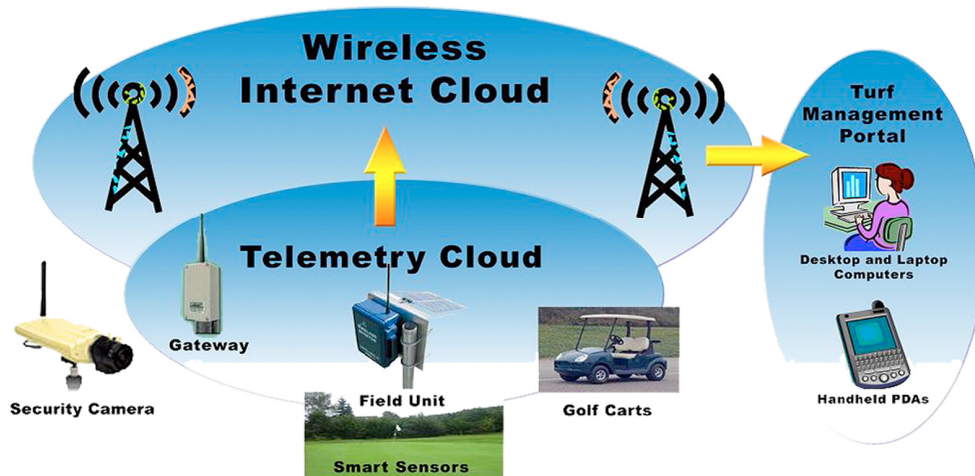 Wireless
Internet Cloud
Turf
Management
Portal
Telemetry Cloud
Desktop and Laptop
Computers
Gateway
Security Camera
Field Unit
Golf Carts
Handheld PDAs
Smart Sensors